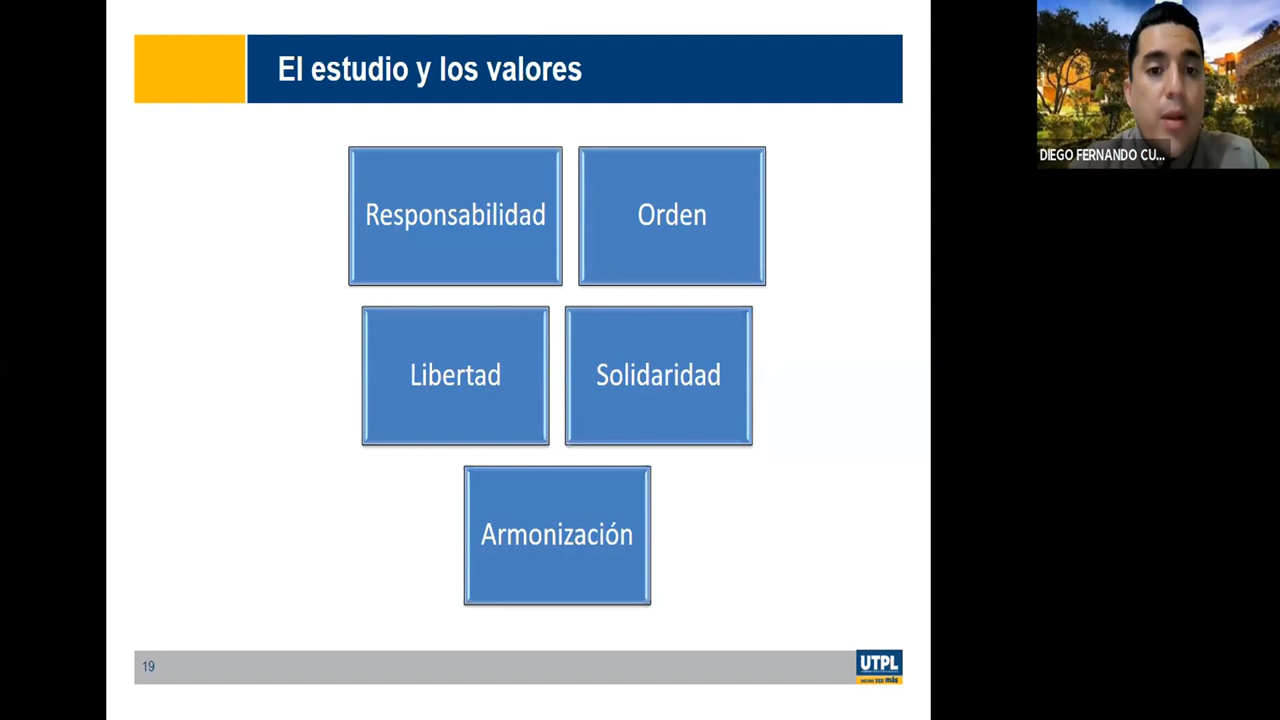 El estudio y los valores
DIEGO FERNANDO CU...
Responsabilidad
Orden
Libertad
Solidaridad
Armonización
19
UTPL